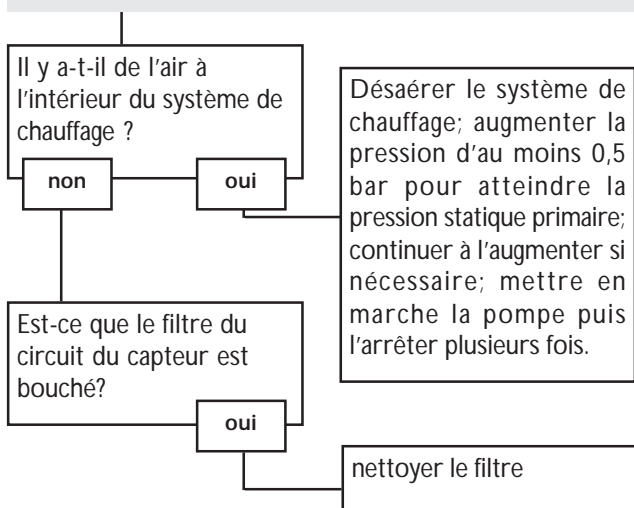 Il y a-t-il de l'air à
l'intérieur du système de
chauffage ?
non
oui
Désaérer le système de
chauffage; augmenter la
pression d'au moins 0,5
bar pour atteindre la
pression statique primaire;
continuer à l'augmenter si
nécessaire; mettre en
marche la pompe puis
l'arrêter plusieurs fois.
Est-ce que le filtre du
circuit du capteur est
bouché?
oui
nettoyer le filtre